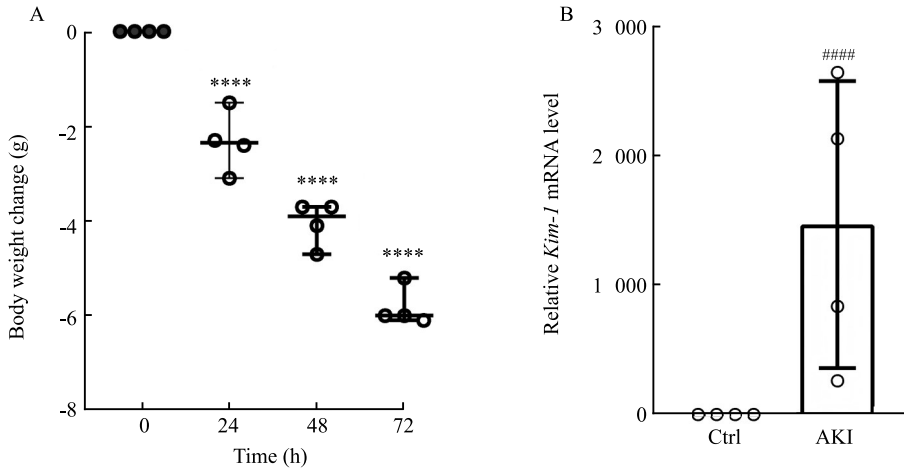 A
Body weight change (g)
0
-2
-4
-6
-8
****
****
****
0 24 48 72
Time (h)
B
Relative Kim-1 mRNA level
3 000
2 000
1 000
0
####
Ctrl AKI